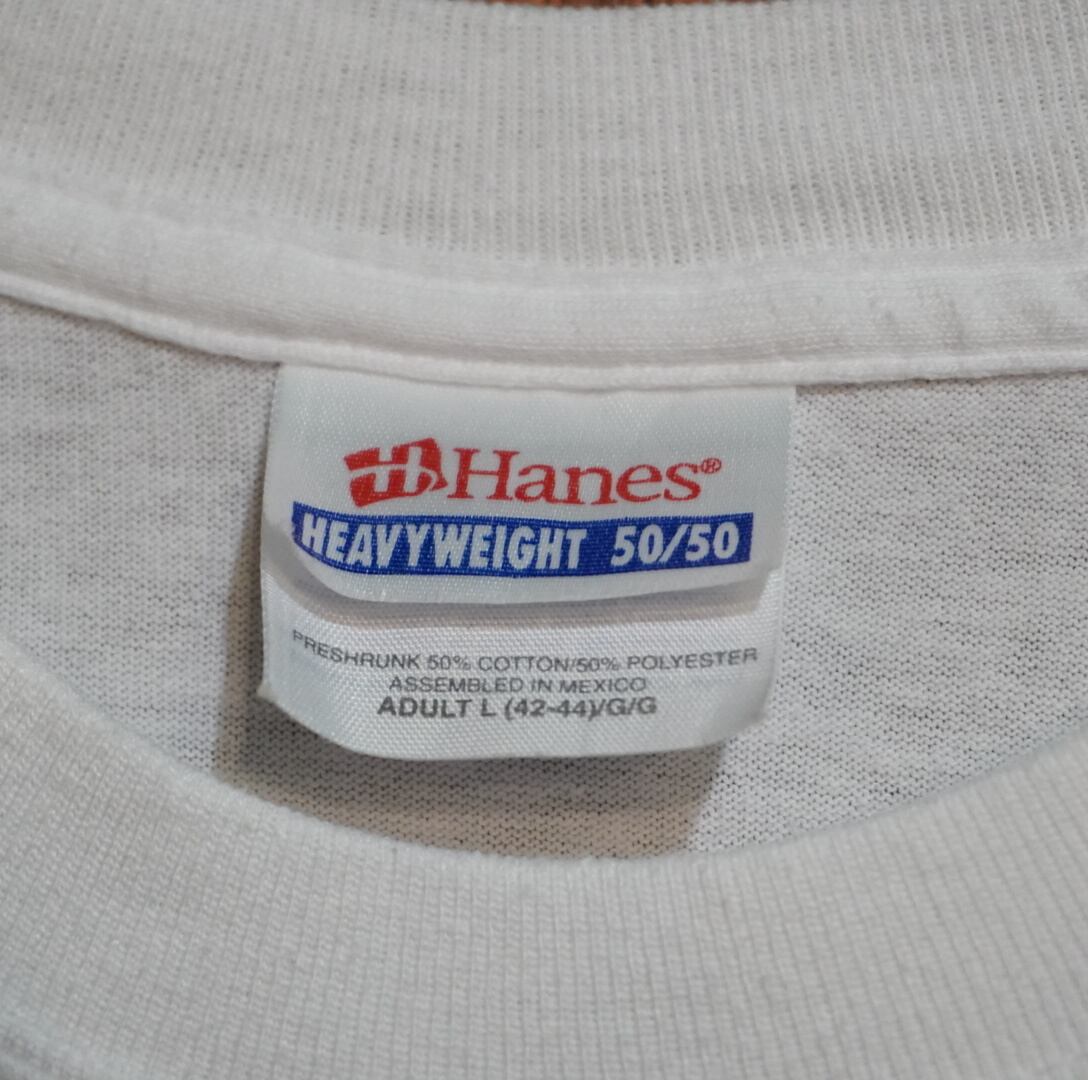 Hanes®
HEAVYWEIGHT 50/50
PRESHRUNK 50% COTTON/50% POLYESTER
ASSEMBLED IN MEXICO
ADULT L (42-44)/G/G